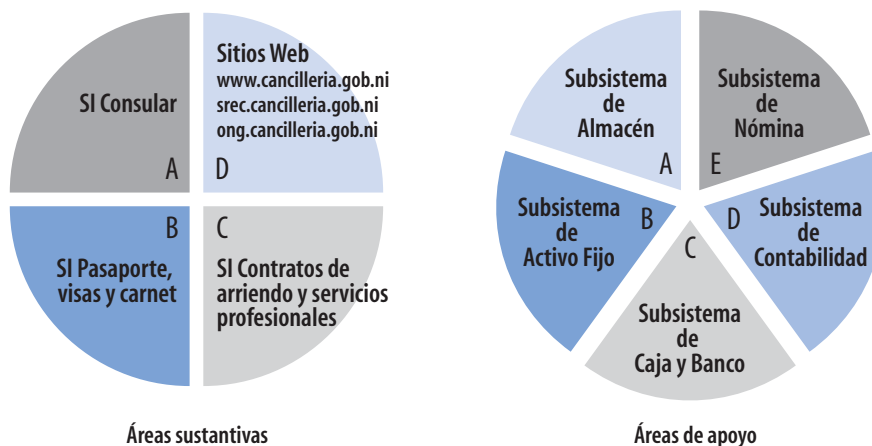 SI Consular
A
Sitios Web
www.cancilleria.gob.ni
srec.cancilleria.gob.ni
ong.cancilleria.gob.ni
D
B
SI Pasaporte,
visas y carnet
C
SI Contratos de
arriendo y servicios
profesionales
Áreas sustantivas
Subsistema
de
Almacén
A
Subsistema
de
Nómina
E
Subsistema
de
Activo Fijo
B
Subsistema
de
Contabilidad
D
C
Subsistema
de
Caja y Banco
Áreas de apoyo